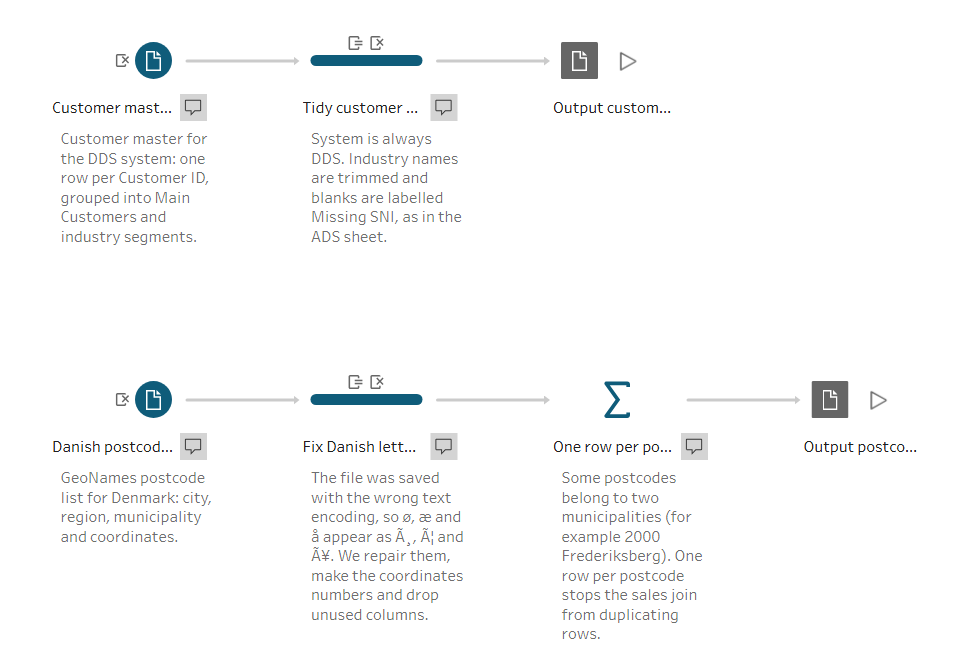 Customer mast...
Tidy customer ...
Output custom...
Customer master for
the DDS system: one
row per Customer ID,
grouped into Main
Customers and
industry segments.
System is always
DDS. Industry names
are trimmed and
blanks are labelled
Missing SNI, as in the
ADS sheet.
Danish postcod...
Fix Danish lett...
One row per po...
Output postco...
GeoNames postcode
list for Denmark: city,
region, municipality
and coordinates.
The file was saved
with the wrong text
encoding, so ø, æ and
å appear as Ã¸, Ã¦ and
Ã¥. We repair them,
make the coordinates
numbers and drop
unused columns.
Some postcodes
belong to two
municipalities (for
example 2000
Frederiksberg). One
row per postcode
stops the sales join
from duplicating
rows.